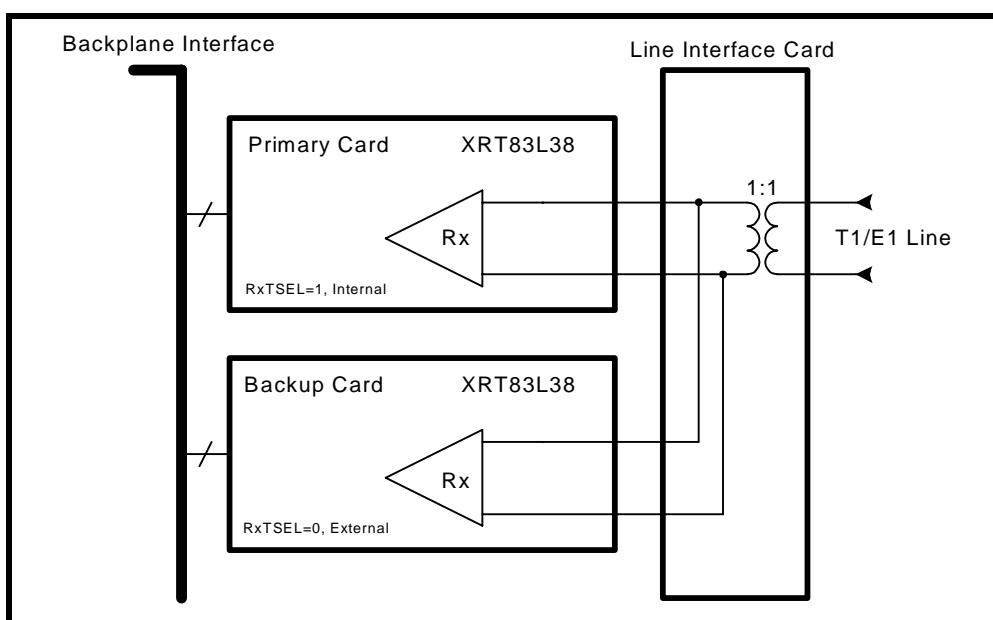 Backplane Interface
Line Interface Card
Primary Card XRT83L38
1:1
Rx
T1/E1 Line
RxTSEL=1, Internal
Backup Card XRT83L38
Rx
RxTSEL=0, External